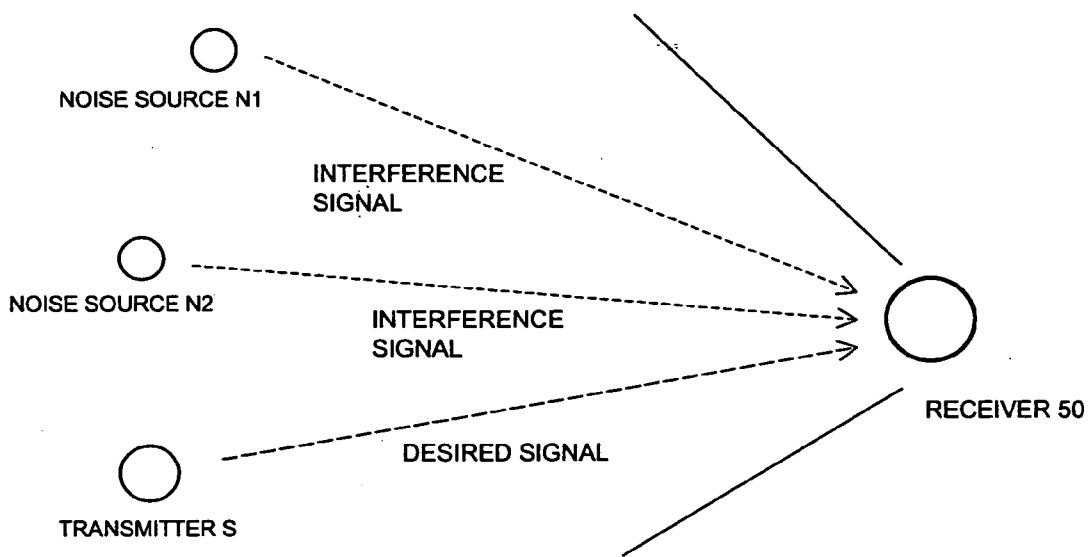 NOISE SOURCE N1
INTERFERENCE
SIGNAL
NOISE SOURCE N2
INTERFERENCE
SIGNAL
RECEIVER 50
DESIRED SIGNAL
TRANSMITTER S